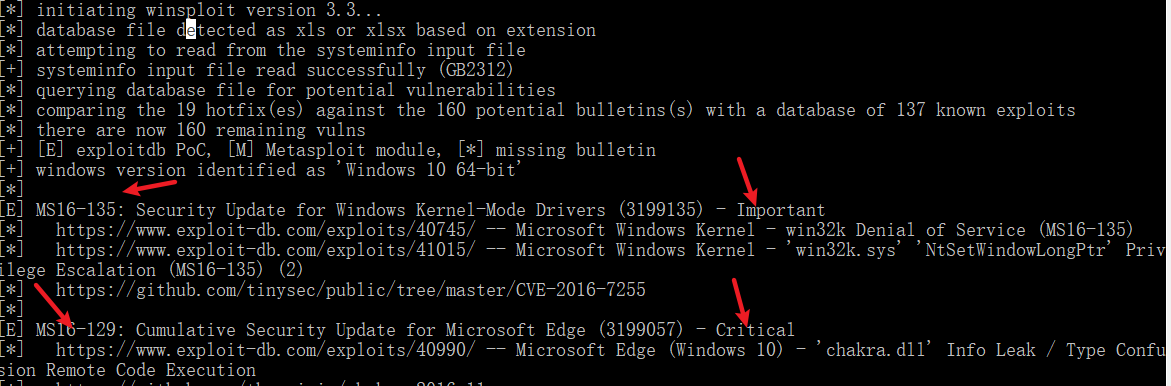 [*] initiating winsploit version 3.3...
[*] database file detected as xls or xlsx based on extension
[*] attempting to read from the systeminfo input file
[+] systeminfo input file read successfully (GB2312)
[*] querying database file for potential vulnerabilities
[*] comparing the 19 hotfix(es) against the 160 potential bulletins(s) with a database of 137 known exploits
[*] there are now 160 remaining vulns
[+] [E] exploitdb PoC, [M] Metasploit module, [*] missing bulletin
[+] windows version identified as 'Windows 10 64-bit'
[*]
[E] MS16-135: Security Update for Windows Kernel-Mode Drivers (3199135) - Important
[*]   https://www.exploit-db.com/exploits/40745/ -- Microsoft Windows Kernel - win32k Denial of Service (MS16-135)
[*]   https://www.exploit-db.com/exploits/41015/ -- Microsoft Windows Kernel - 'win32k.sys' 'NtSetWindowLongPtr' Priv
ilege Escalation (MS16-135) (2)
[*]   https://github.com/tinysec/public/tree/master/CVE-2016-7255
[*]
[E] MS16-129: Cumulative Security Update for Microsoft Edge (3199057) - Critical
[*]   https://www.exploit-db.com/exploits/40990/ -- Microsoft Edge (Windows 10) - 'chakra.dll' Info Leak / Type Confu
sion Remote Code Execution